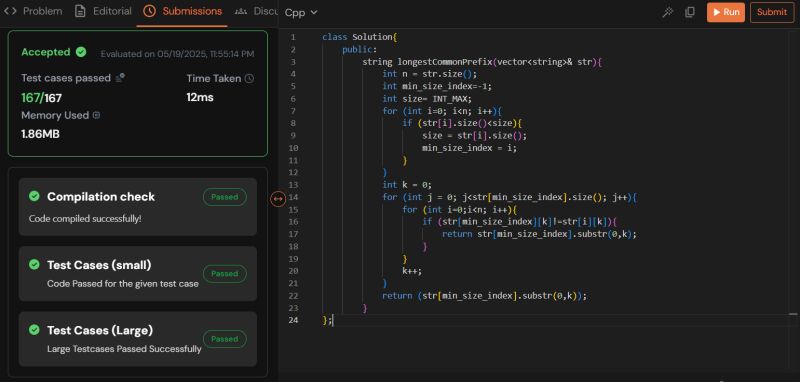 Problem Editorial Submissions Disc
Accepted Evaluated on 05/19/2025, 11:55:14 PM
Test cases passed Time Taken
167/167 12ms
Memory Used
1.86MB
Compilation check Passed
Code compiled successfully!
Test Cases (small) Passed
Code Passed for the given test case
Test Cases (Large) Passed
Large Testcases Passed Successfully
Cpp Run Submit
1 class Solution{
2 public:
3 string longestCommonPrefix(vector<string>& str){
4 int n = str.size();
5 int min_size_index=-1;
6 int size= INT_MAX;
7 for (int i=0; i<n; i++){
8 if (str[i].size()<size){
9 size = str[i].size();
10 min_size_index = i;
11 }
12 }
13 int k = 0;
14 for (int j = 0; j<str[min_size_index].size(); j++){
15 for (int i=0;i<n; i++){
16 if (str[min_size_index][k]!=str[i][k]){
17 return str[min_size_index].substr(0,k);
18 }
19 }
20 k++;
21 }
22 return (str[min_size_index].substr(0,k));
23 }
24 };